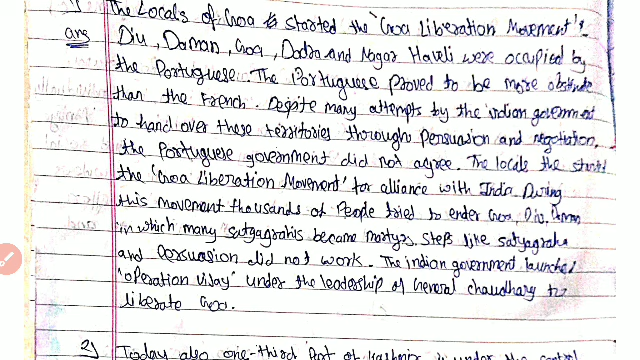 The Locals of Goa started the "Goa Liberation Movement".
ans Diu, Daman, Goa, Dadra and Nagar Haveli were occupied by
the Portuguese. The Portuguese proved to be more obstinate
than the French. Despite many attempts by the indian government
to hand over these territories through Persuasion and negotiation,
the Portuguese government did not agree. The locals the started
the 'Goa Liberation Movement' for alliance with India. During
this movement thousands of People tried to ender Goa, Diu, Daman
in which many satyagrahis became martyrs. Steps like satyagraha
and Persuasion did not work. The indian government launched
"operation vijay" under the leadership of General chaudhary to
liberate Goa.
2) Today also one-third Part of Kashmir is under the control